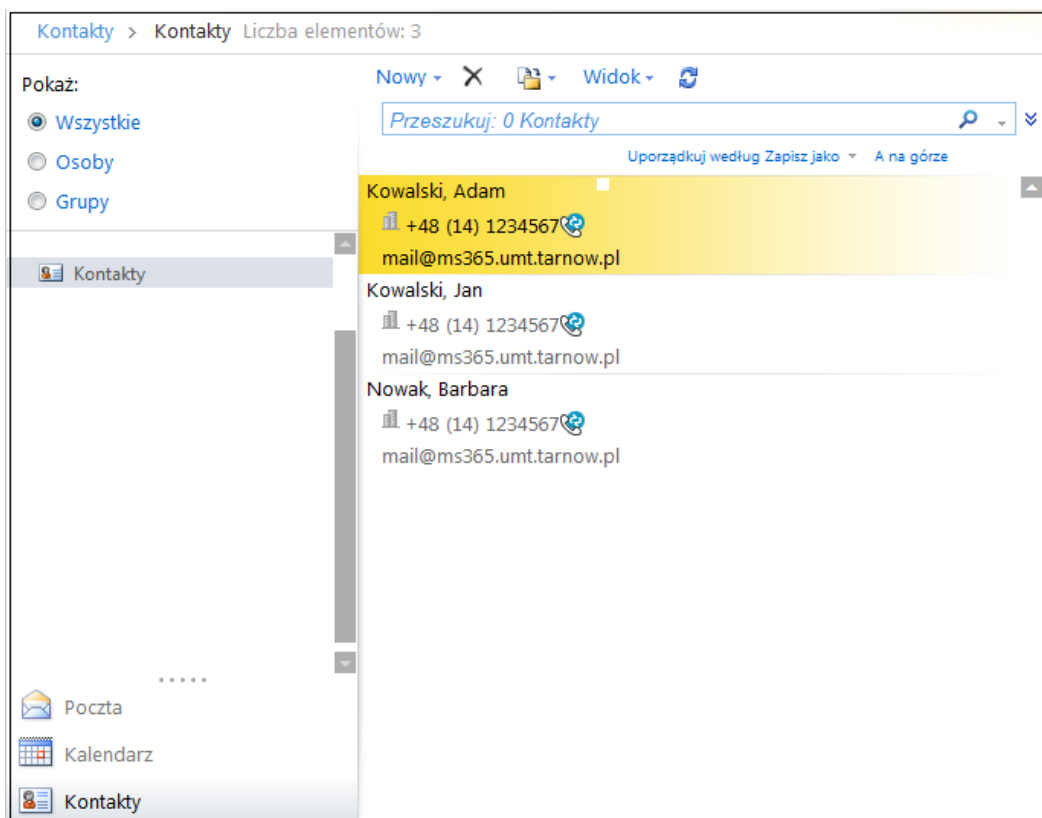 Kontakty > Kontakty Liczba elementów: 3
Pokaż:
Wszystkie
Osoby
Grupy
Kontakty
Poczta
Kalendarz
Kontakty
Nowy Widok
Przeszukuj: 0 Kontakty
Uporządkuj według Zapisz jako A na górze
Kowalski, Adam
+48 (14) 1234567
mail@ms365.umt.tarnow.pl
Kowalski, Jan
+48 (14) 1234567
mail@ms365.umt.tarnow.pl
Nowak, Barbara
+48 (14) 1234567
mail@ms365.umt.tarnow.pl